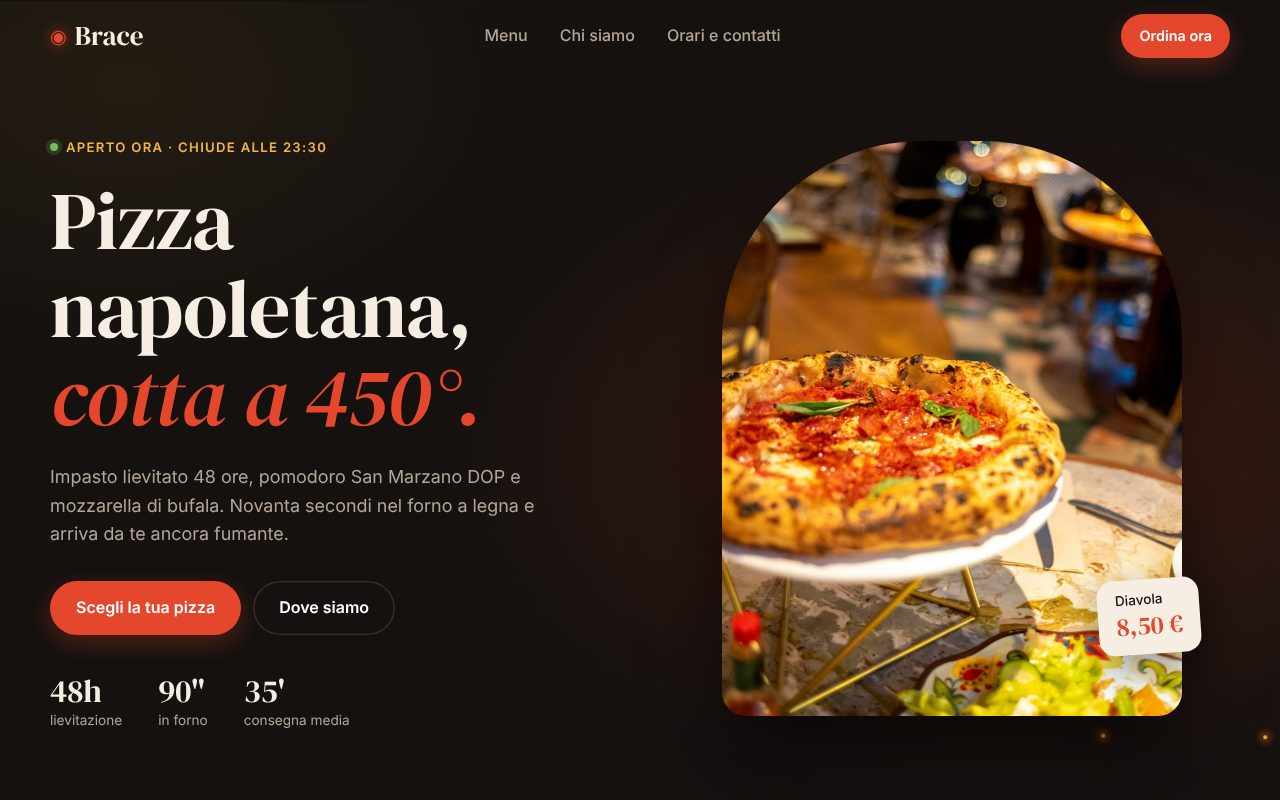 Brace
Menu
Chi siamo
Orari e contatti
Ordina ora
APERTO ORA · CHIUDE ALLE 23:30
Pizza
napoletana,
cotta a 450°.
Impasto lievitato 48 ore, pomodoro San Marzano DOP e
mozzarella di bufala. Novanta secondi nel forno a legna e
arriva da te ancora fumante.
Scegli la tua pizza
Dove siamo
48h
lievitazione
90"
in forno
35'
consegna media
Diavola
8,50 €